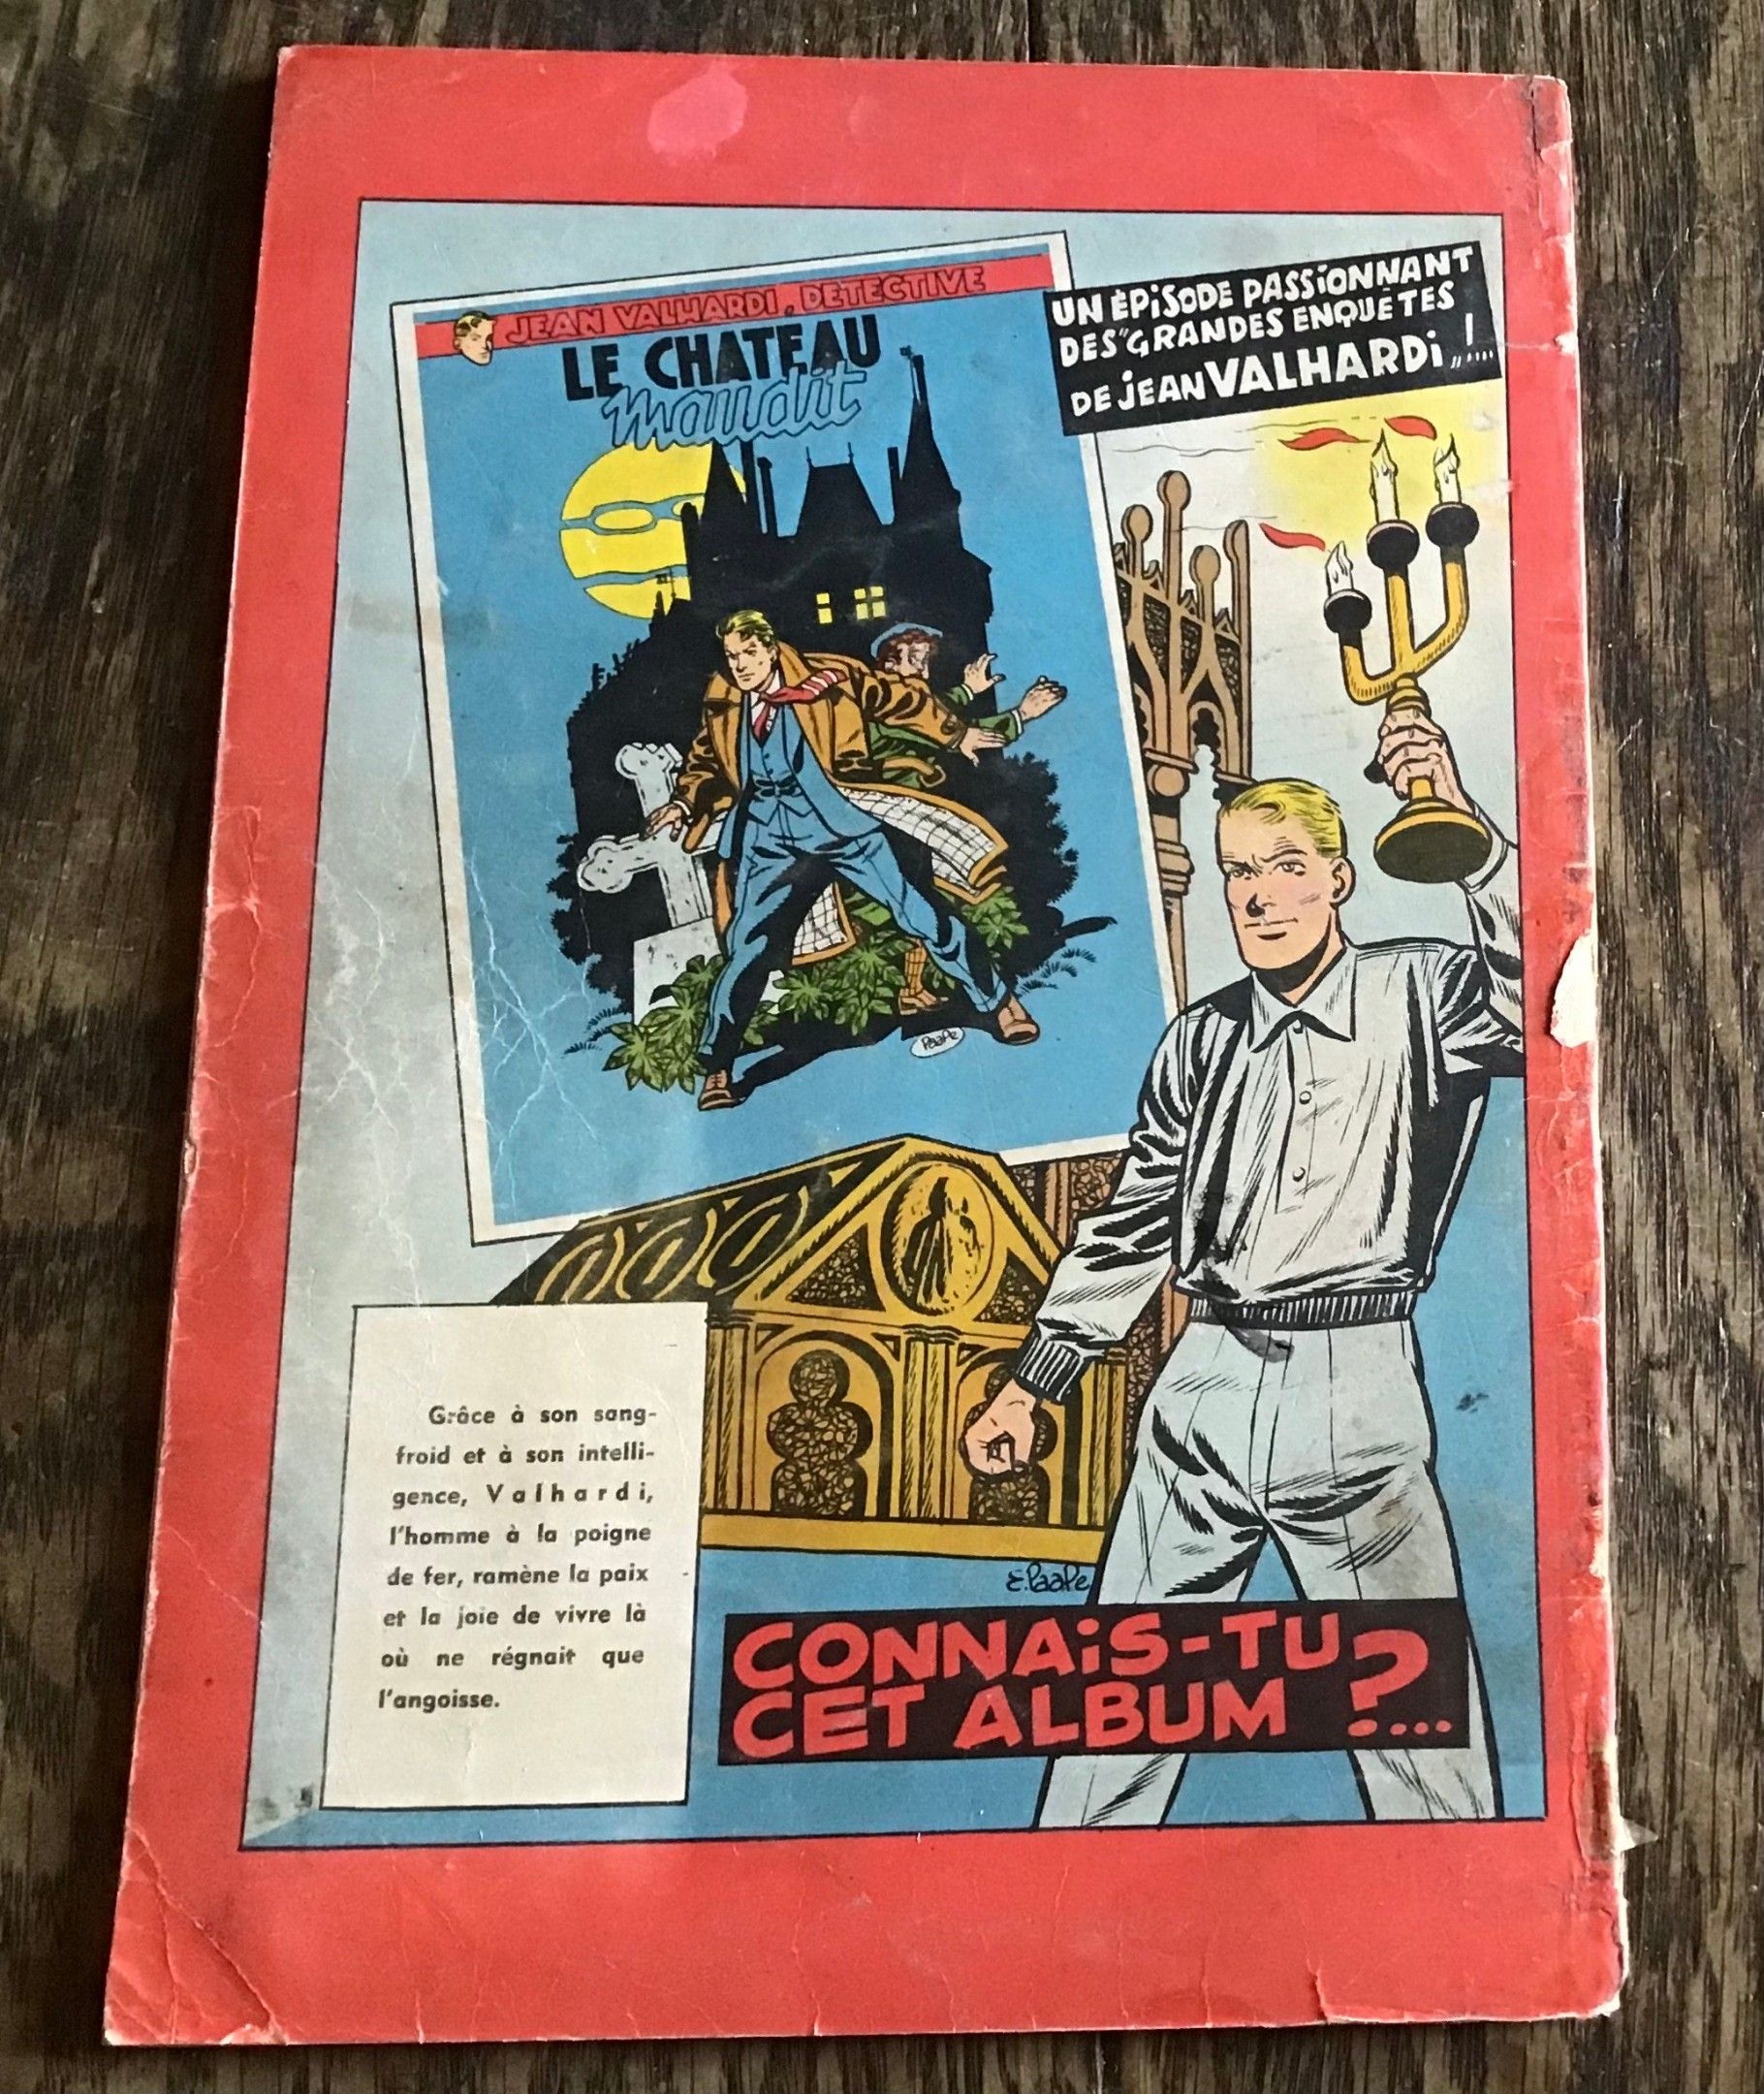 JEAN VALHARDI, DETECTIVE
LE CHATEAU
maudit
UN ÉPiSODE PASSiONNANT
DES "GRANDES ENQUÊTES
DE jEAN VALHARDi „!....
Paape
Grâce à son sang-
froid et à son intelli-
gence, Valhardi,
l'homme à la poigne
de fer, ramène la paix
et la joie de vivre là
où ne régnait que
l'angoisse.
E. Paape
CONNAiS-TU
CET ALBUM ?...